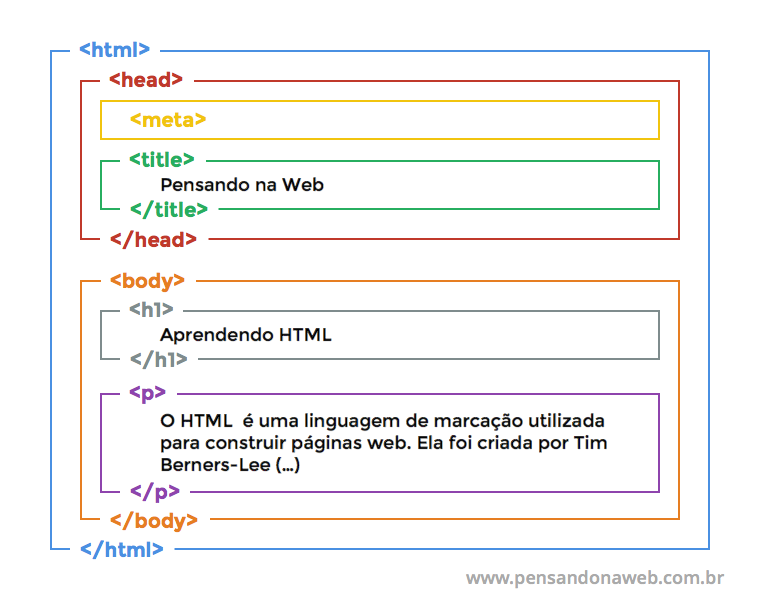 <html>
<head>
<meta>
<title>
Pensando na Web
</title>
</head>
<body>
<h1>
Aprendendo HTML
</h1>
<p>
O HTML  é uma linguagem de marcação utilizada
para construir páginas web. Ela foi criada por Tim
Berners-Lee (...)
</p>
</body>
</html>
www.pensandonaweb.com.br